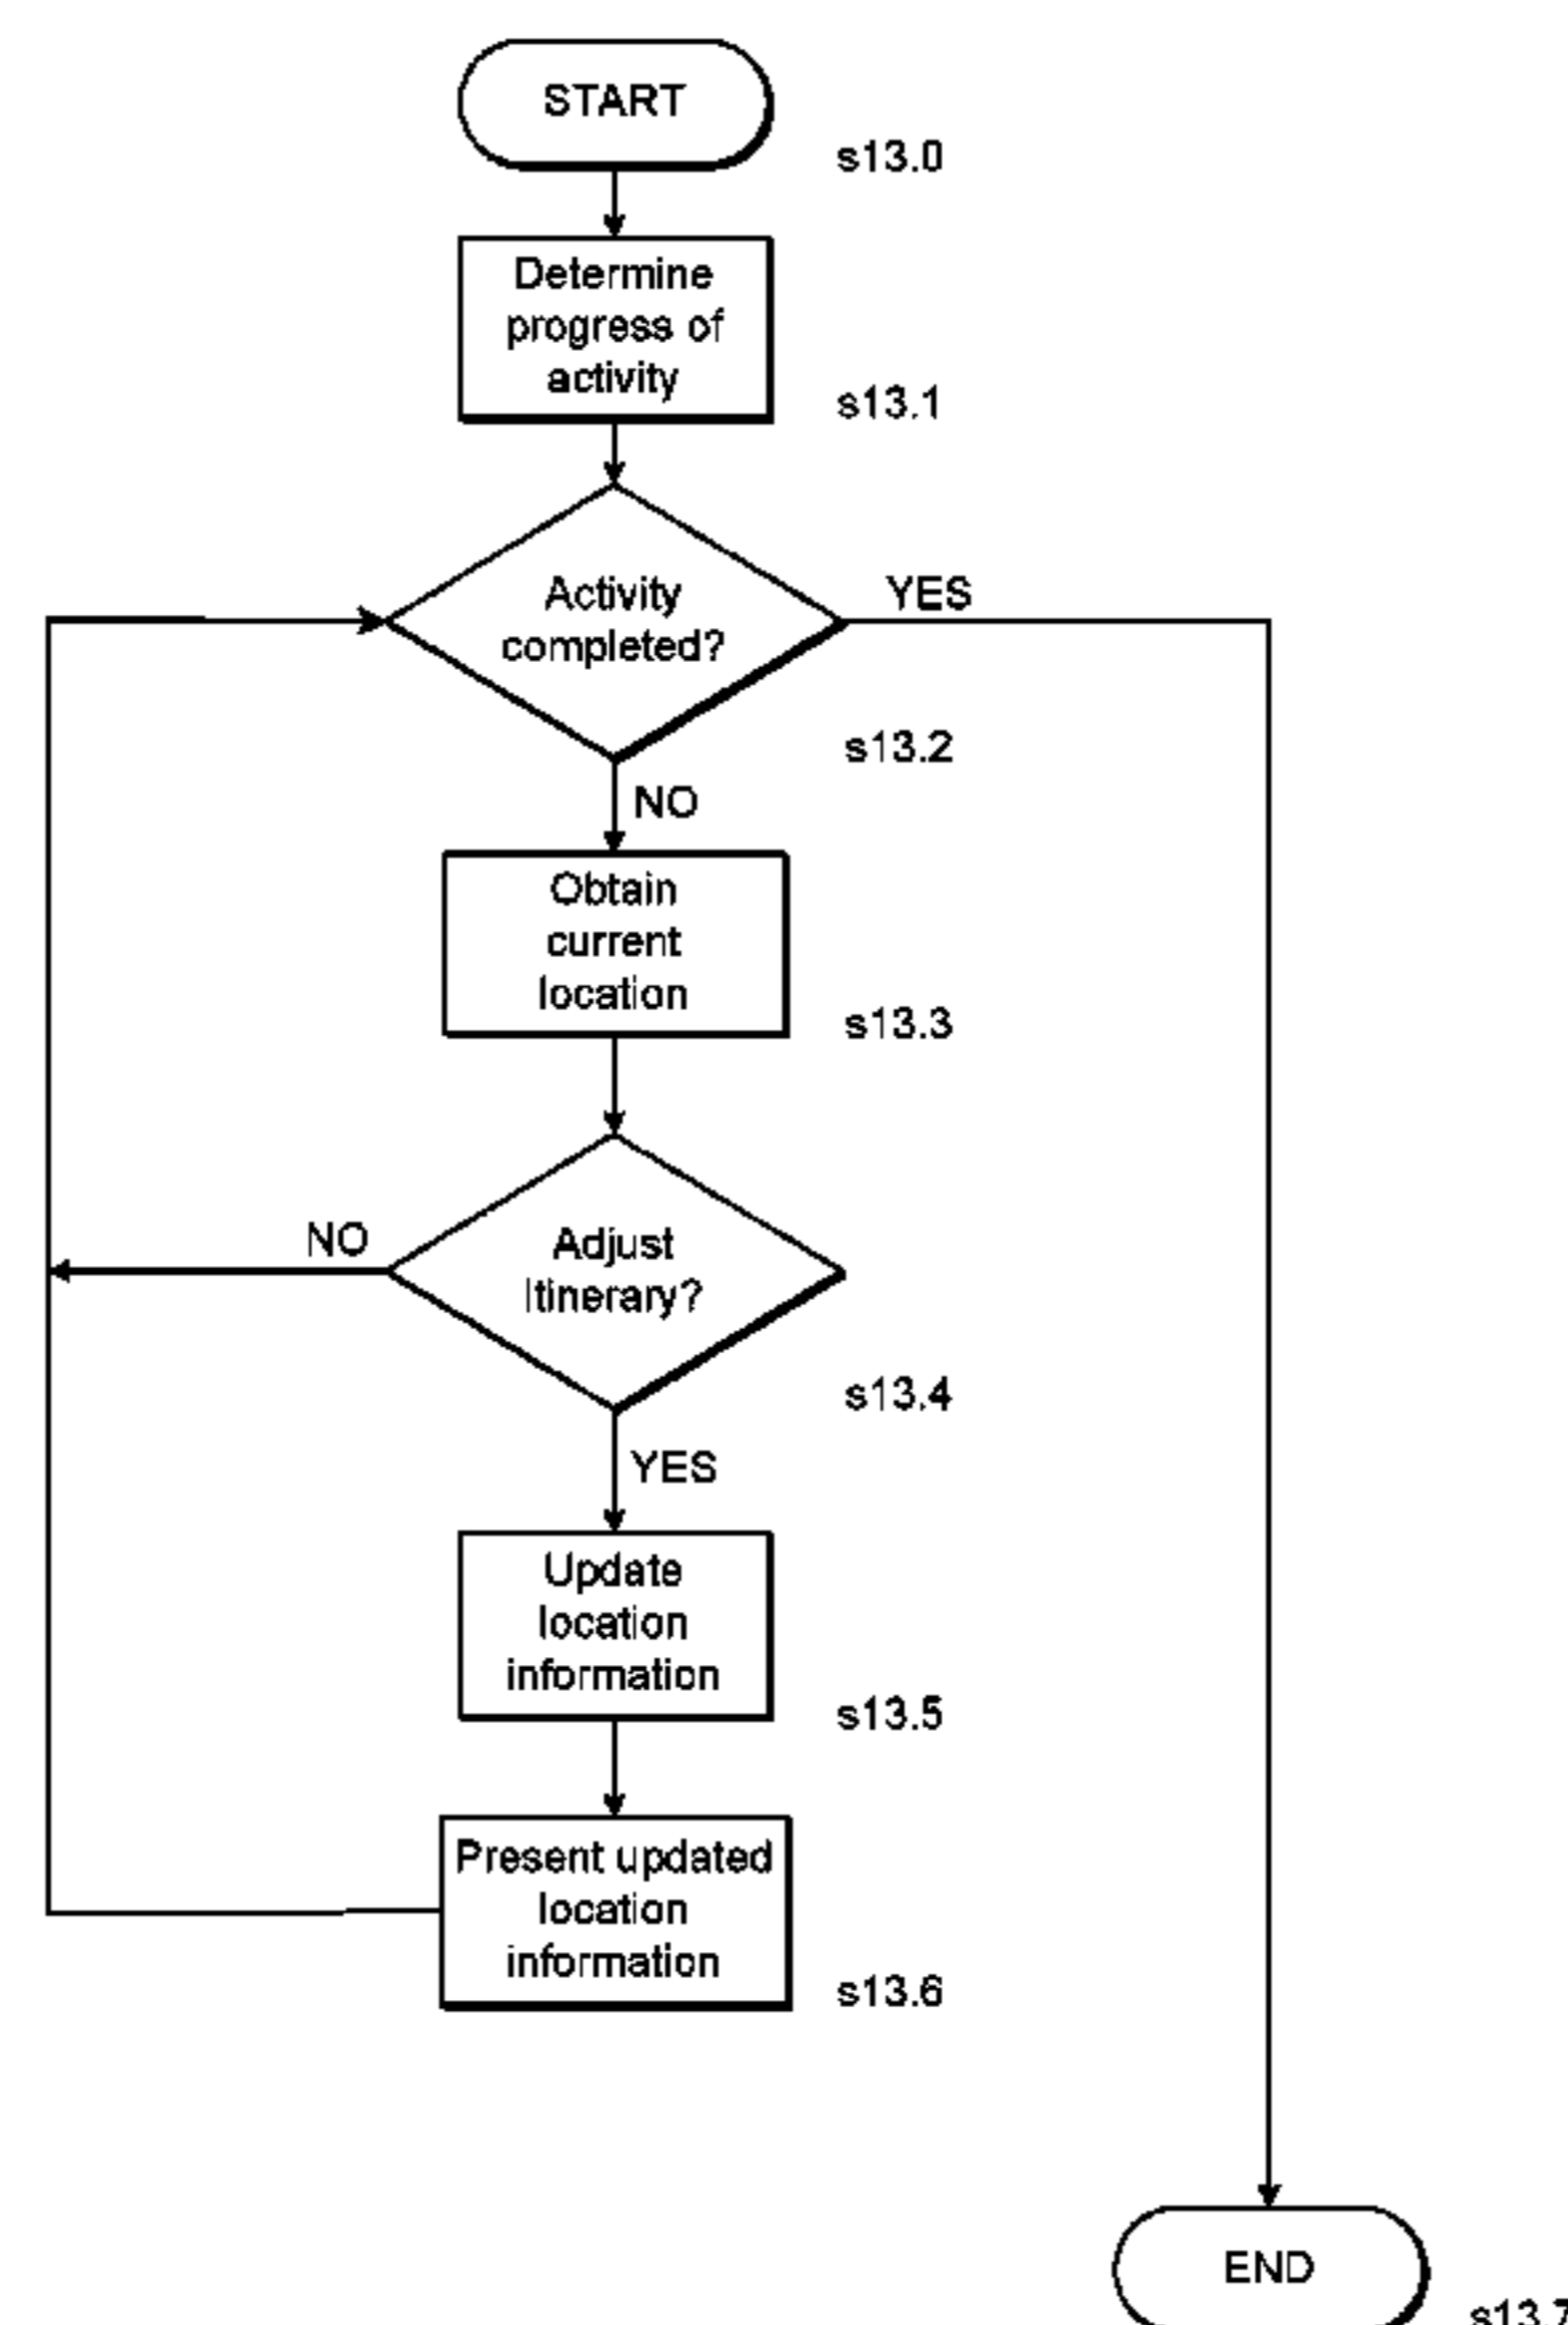 START
s13.0
Determine
progress of
activity
s13.1
Activity
completed?
YES
s13.2
NO
Obtain
current
location
s13.3
NO
Adjust
Itinerary?
s13.4
YES
Update
location
information
s13.5
Present updated
location
information
s13.6
END
s13.7